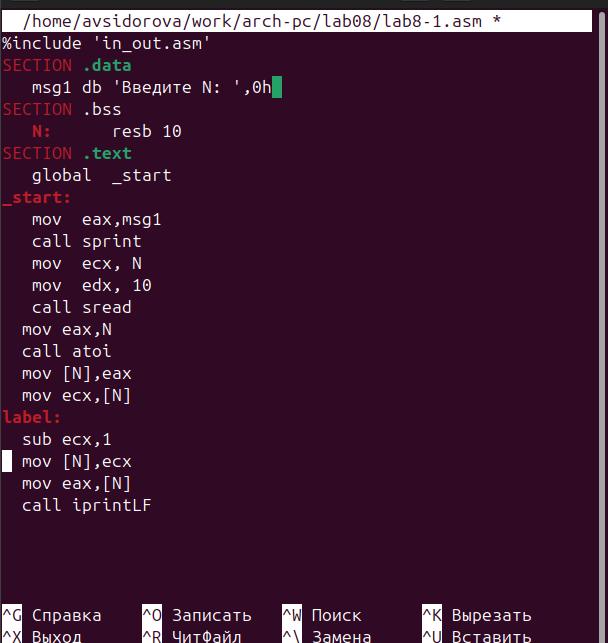 /home/avsidorova/work/arch-pc/lab08/lab8-1.asm *
%include 'in_out.asm'
SECTION .data
   msg1 db 'Введите N: ',0h
SECTION .bss
   N:      resb 10
SECTION .text
   global  _start
_start:
   mov  eax,msg1
   call sprint
   mov  ecx, N
   mov  edx, 10
   call sread
  mov eax,N
  call atoi
  mov [N],eax
  mov ecx,[N]
label:
  sub ecx,1
  mov [N],ecx
  mov eax,[N]
  call iprintLF
^G Справка    ^O Записать   ^W Поиск      ^K Вырезать
^X Выход      ^R ЧитФайл    ^\ Замена     ^U Вставить